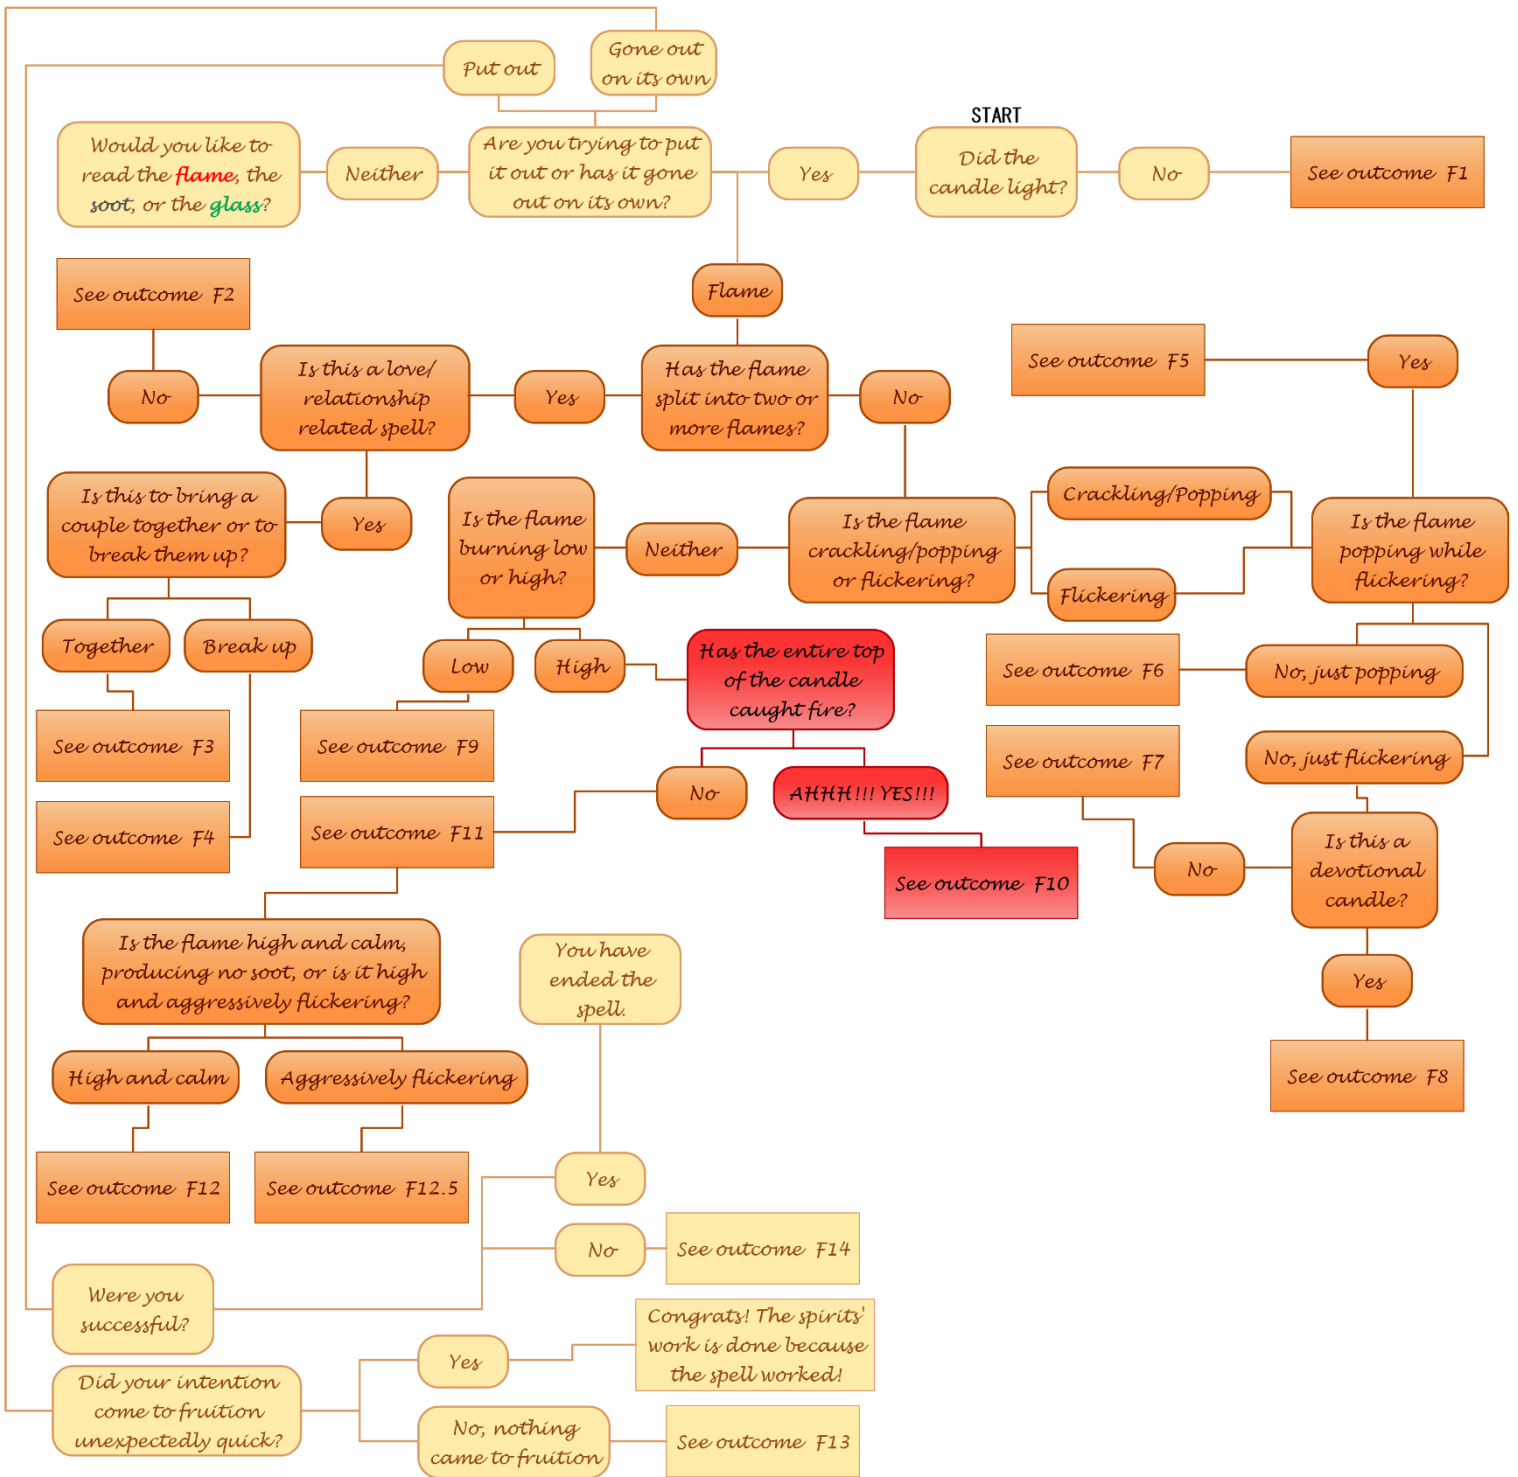 Gone out
on its own
Put out
START
Would you like to
read the flame, the
soot, or the glass?
Neither
Are you trying to put
it out or has it gone
out on its own?
Yes
Did the
candle light?
No
See outcome F1
Flame
See outcome F2
No
Is this a love/
relationship
related spell?
Yes
Has the flame
split into two or
more flames?
No
See outcome F5
Yes
Is this to bring a
couple together or to
break them up?
Yes
Is the flame
burning low
or high?
Neither
Is the flame
crackling/popping
or flickering?
Crackling/Popping
Flickering
Is the flame
popping while
flickering?
Together
Break up
Low
High
Has the entire top
of the candle
caught fire?
See outcome F6
No, just popping
See outcome F3
See outcome F9
See outcome F7
No, just flickering
No
AHHH!!! YES!!!
See outcome F4
See outcome F11
See outcome F10
No
Is this a
devotional
candle?
Is the flame high and calm,
producing no soot, or is it high
and aggressively flickering?
You have
ended the
spell.
Yes
High and calm
Aggressively flickering
See outcome F8
See outcome F12
See outcome F12.5
Yes
No
See outcome F14
Were you
successful?
Congrats! The spirits'
work is done because
the spell worked!
Yes
Did your intention
come to fruition
unexpectedly quick?
No, nothing
came to fruition
See outcome F13